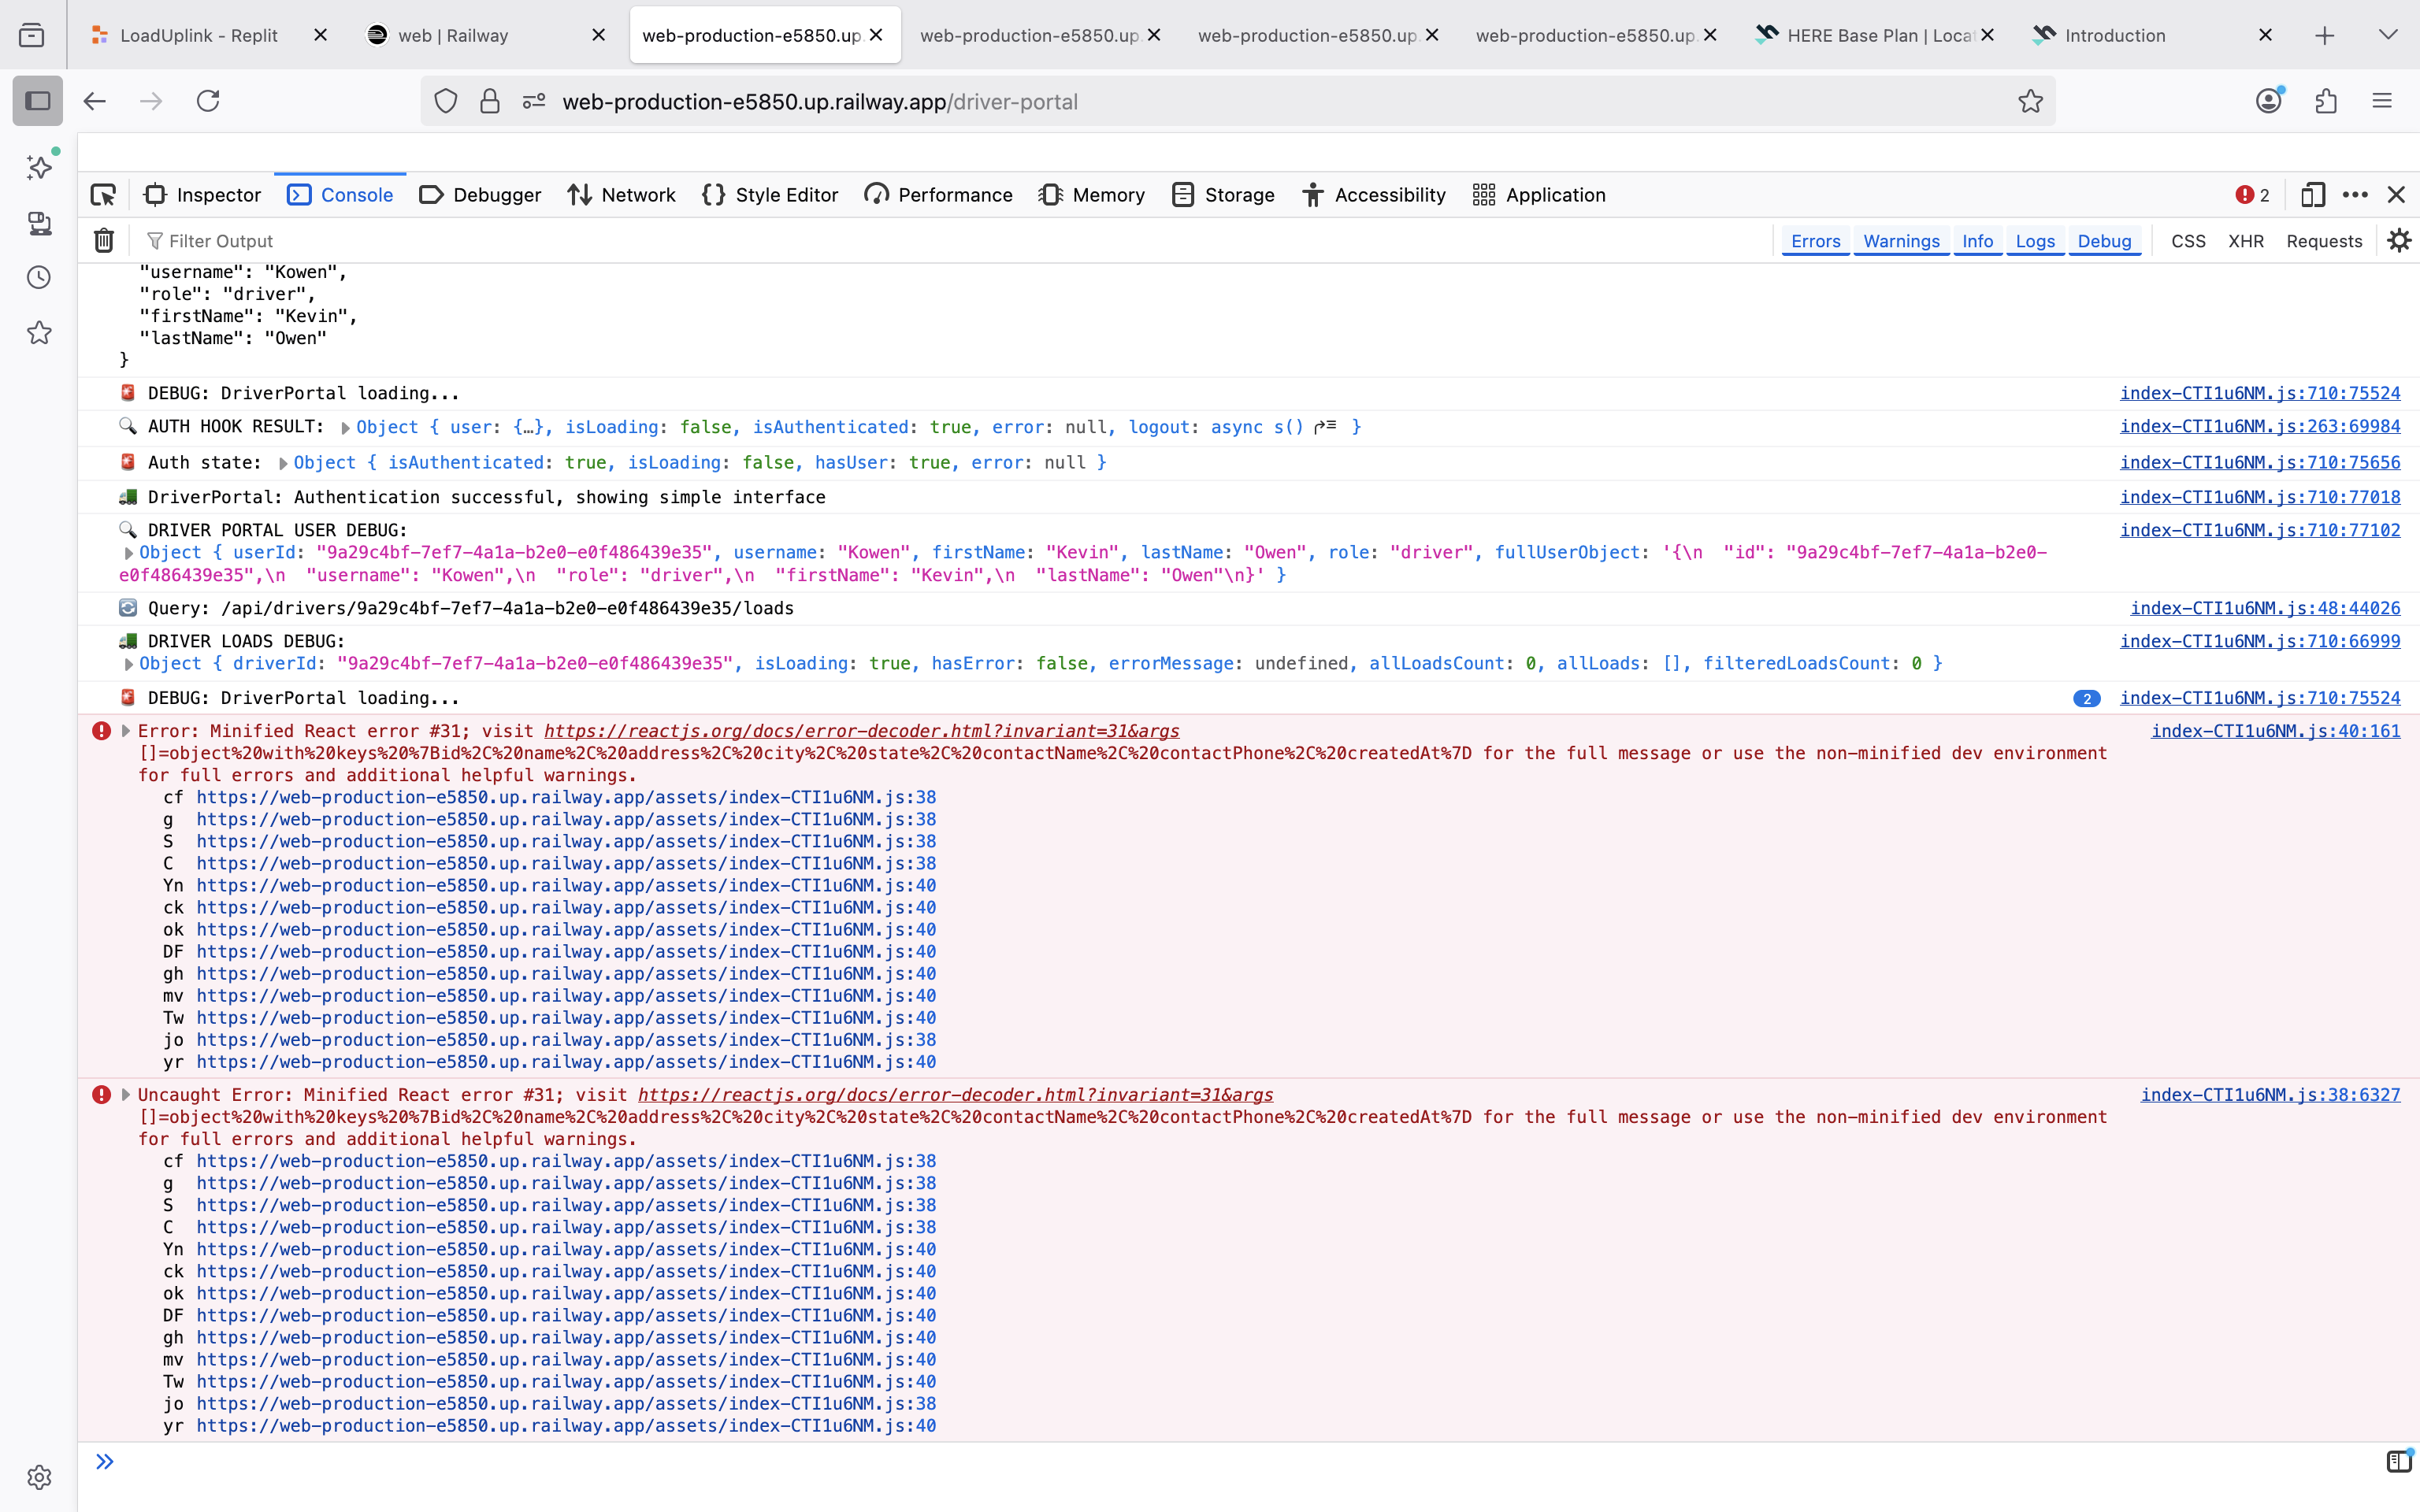 LoadUplink - Replit
web | Railway
web-production-e5850.up.
web-production-e5850.up.
web-production-e5850.up.
web-production-e5850.up.
HERE Base Plan | Loca
Introduction
web-production-e5850.up.railway.app/driver-portal
Inspector Console Debugger Network Style Editor Performance Memory Storage Accessibility Application 2
Filter Output Errors Warnings Info Logs Debug CSS XHR Requests
"username": "Kowen",
"role": "driver",
"firstName": "Kevin",
"lastName": "Owen"
}
DEBUG: DriverPortal loading... index-CTI1u6NM.js:710:75524
AUTH HOOK RESULT: Object { user: {…}, isLoading: false, isAuthenticated: true, error: null, logout: async s() } index-CTI1u6NM.js:263:69984
Auth state: Object { isAuthenticated: true, isLoading: false, hasUser: true, error: null } index-CTI1u6NM.js:710:75656
DriverPortal: Authentication successful, showing simple interface index-CTI1u6NM.js:710:77018
DRIVER PORTAL USER DEBUG: index-CTI1u6NM.js:710:77102
Object { userId: "9a29c4bf-7ef7-4a1a-b2e0-e0f486439e35", username: "Kowen", firstName: "Kevin", lastName: "Owen", role: "driver", fullUserObject: '{\n "id": "9a29c4bf-7ef7-4a1a-b2e0-
e0f486439e35",\n "username": "Kowen",\n "role": "driver",\n "firstName": "Kevin",\n "lastName": "Owen"\n}' }
Query: /api/drivers/9a29c4bf-7ef7-4a1a-b2e0-e0f486439e35/loads index-CTI1u6NM.js:48:44026
DRIVER LOADS DEBUG: index-CTI1u6NM.js:710:66999
Object { driverId: "9a29c4bf-7ef7-4a1a-b2e0-e0f486439e35", isLoading: true, hasError: false, errorMessage: undefined, allLoadsCount: 0, allLoads: [], filteredLoadsCount: 0 }
DEBUG: DriverPortal loading... 2 index-CTI1u6NM.js:710:75524
Error: Minified React error #31; visit https://reactjs.org/docs/error-decoder.html?invariant=31&args index-CTI1u6NM.js:40:161
[]=object%20with%20keys%20%7Bid%2C%20name%2C%20address%2C%20city%2C%20state%2C%20contactName%2C%20contactPhone%2C%20createdAt%7D for the full message or use the non-minified dev environment
for full errors and additional helpful warnings.
cf https://web-production-e5850.up.railway.app/assets/index-CTI1u6NM.js:38
g https://web-production-e5850.up.railway.app/assets/index-CTI1u6NM.js:38
S https://web-production-e5850.up.railway.app/assets/index-CTI1u6NM.js:38
C https://web-production-e5850.up.railway.app/assets/index-CTI1u6NM.js:38
Yn https://web-production-e5850.up.railway.app/assets/index-CTI1u6NM.js:40
ck https://web-production-e5850.up.railway.app/assets/index-CTI1u6NM.js:40
ok https://web-production-e5850.up.railway.app/assets/index-CTI1u6NM.js:40
DF https://web-production-e5850.up.railway.app/assets/index-CTI1u6NM.js:40
gh https://web-production-e5850.up.railway.app/assets/index-CTI1u6NM.js:40
mv https://web-production-e5850.up.railway.app/assets/index-CTI1u6NM.js:40
Tw https://web-production-e5850.up.railway.app/assets/index-CTI1u6NM.js:40
jo https://web-production-e5850.up.railway.app/assets/index-CTI1u6NM.js:38
yr https://web-production-e5850.up.railway.app/assets/index-CTI1u6NM.js:40
Uncaught Error: Minified React error #31; visit https://reactjs.org/docs/error-decoder.html?invariant=31&args index-CTI1u6NM.js:38:6327
[]=object%20with%20keys%20%7Bid%2C%20name%2C%20address%2C%20city%2C%20state%2C%20contactName%2C%20contactPhone%2C%20createdAt%7D for the full message or use the non-minified dev environment
for full errors and additional helpful warnings.
cf https://web-production-e5850.up.railway.app/assets/index-CTI1u6NM.js:38
g https://web-production-e5850.up.railway.app/assets/index-CTI1u6NM.js:38
S https://web-production-e5850.up.railway.app/assets/index-CTI1u6NM.js:38
C https://web-production-e5850.up.railway.app/assets/index-CTI1u6NM.js:38
Yn https://web-production-e5850.up.railway.app/assets/index-CTI1u6NM.js:40
ck https://web-production-e5850.up.railway.app/assets/index-CTI1u6NM.js:40
ok https://web-production-e5850.up.railway.app/assets/index-CTI1u6NM.js:40
DF https://web-production-e5850.up.railway.app/assets/index-CTI1u6NM.js:40
gh https://web-production-e5850.up.railway.app/assets/index-CTI1u6NM.js:40
mv https://web-production-e5850.up.railway.app/assets/index-CTI1u6NM.js:40
Tw https://web-production-e5850.up.railway.app/assets/index-CTI1u6NM.js:40
jo https://web-production-e5850.up.railway.app/assets/index-CTI1u6NM.js:38
yr https://web-production-e5850.up.railway.app/assets/index-CTI1u6NM.js:40